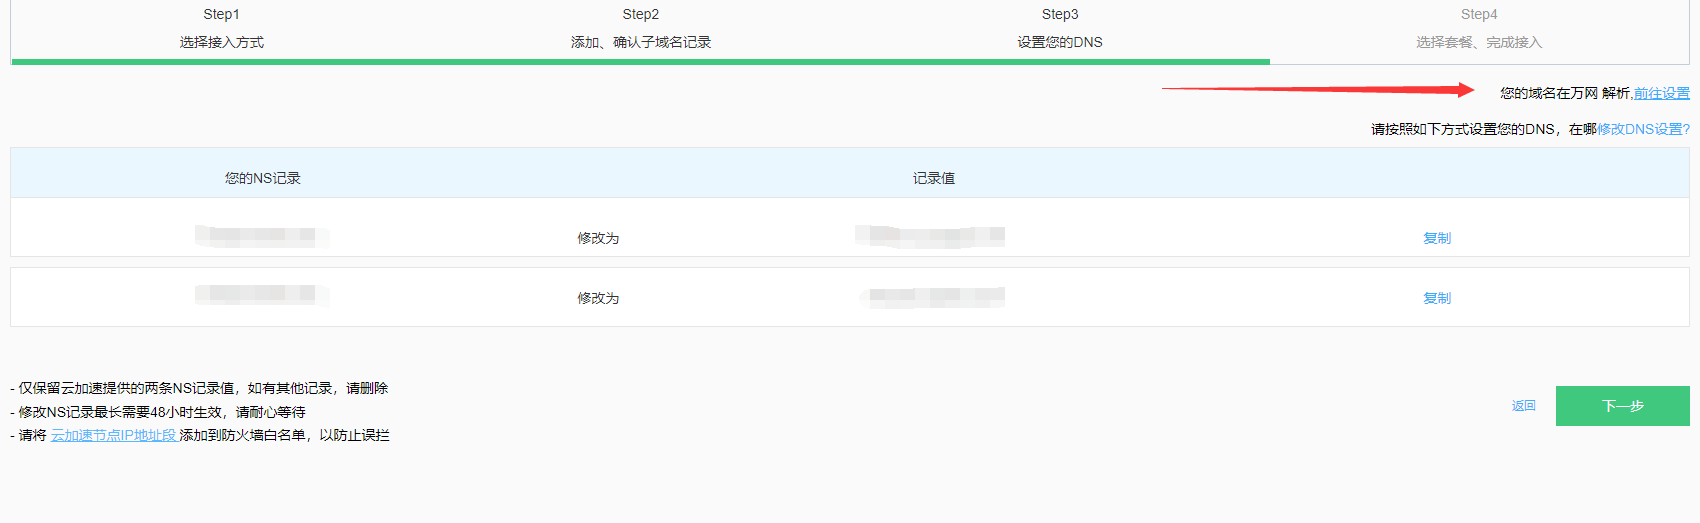 Step1 Step2 Step3 Step4
选择接入方式 添加、确认子域名记录 设置您的DNS 选择套餐、完成接入
您的域名在万网 解析,前往设置
请按照如下方式设置您的DNS，在哪修改DNS设置?
您的NS记录 记录值
修改为 复制
修改为 复制
- 仅保留云加速提供的两条NS记录值，如有其他记录，请删除
- 修改NS记录最长需要48小时生效，请耐心等待
- 请将 云加速节点IP地址段 添加到防火墙白名单，以防止误拦
返回 下一步